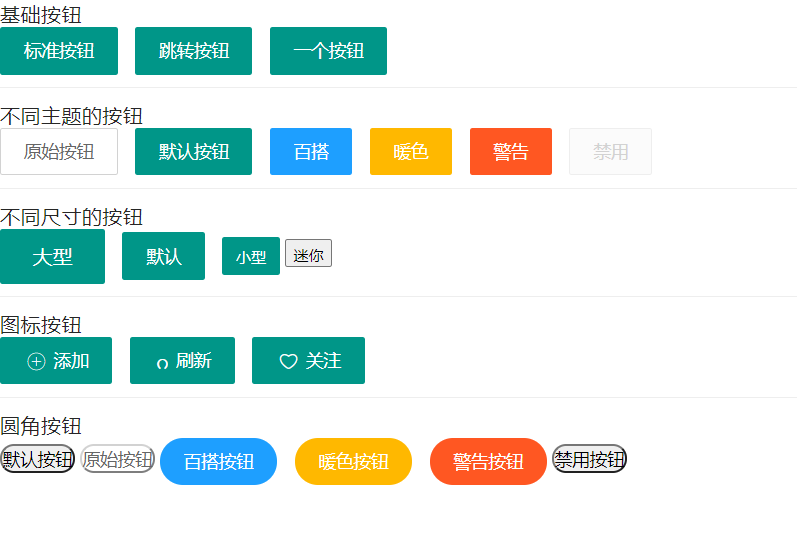 基础按钮
标准按钮 跳转按钮 一个按钮
不同主题的按钮
原始按钮 默认按钮 百搭 暖色 警告 禁用
不同尺寸的按钮
大型 默认 小型 迷你
图标按钮
添加 刷新 关注
圆角按钮
默认按钮 原始按钮 百搭按钮 暖色按钮 警告按钮 禁用按钮